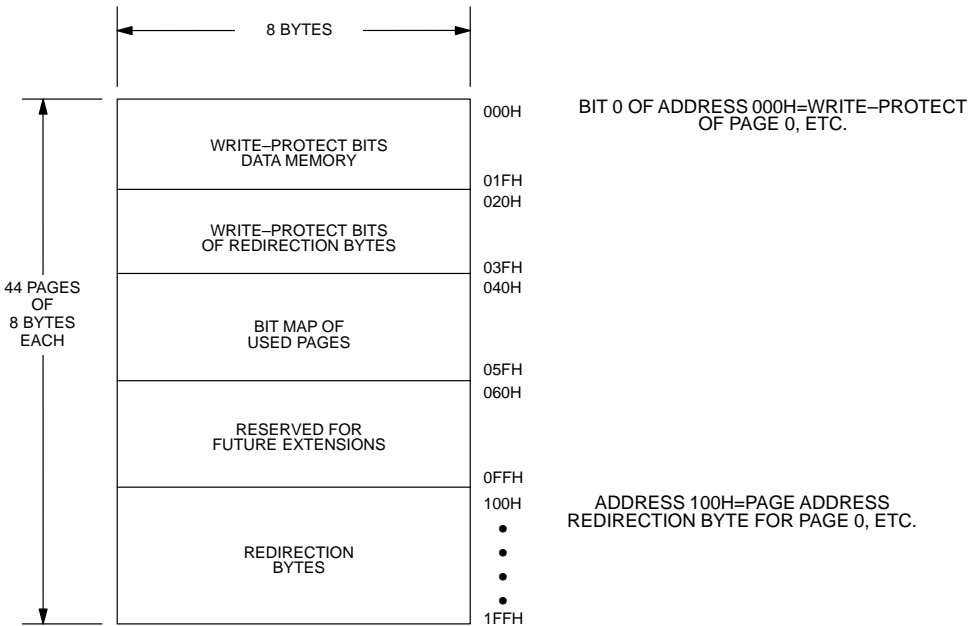 8 BYTES
000H
BIT 0 OF ADDRESS 000H=WRITE–PROTECT
OF PAGE 0, ETC.
WRITE–PROTECT BITS
DATA MEMORY
01FH
020H
WRITE–PROTECT BITS
OF REDIRECTION BYTES
03FH
040H
44 PAGES
OF
8 BYTES
EACH
BIT MAP OF
USED PAGES
05FH
060H
RESERVED FOR
FUTURE EXTENSIONS
0FFH
100H
ADDRESS 100H=PAGE ADDRESS
REDIRECTION BYTE FOR PAGE 0, ETC.
REDIRECTION
BYTES
1FFH